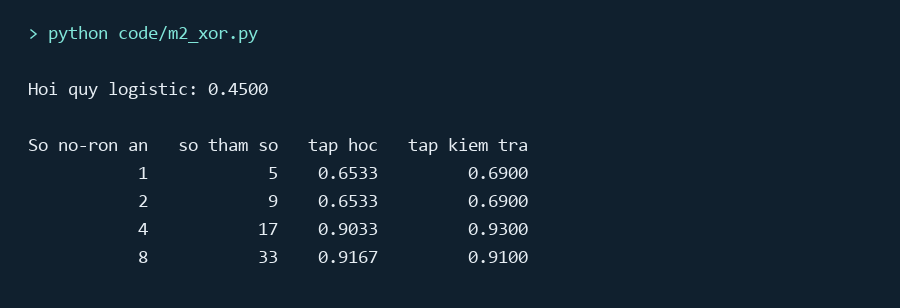 > python code/m2_xor.py
Hoi quy logistic: 0.4500
So no-ron an   so tham so   tap hoc   tap kiem tra
           1            5    0.6533         0.6900
           2            9    0.6533         0.6900
           4           17    0.9033         0.9300
           8           33    0.9167         0.9100